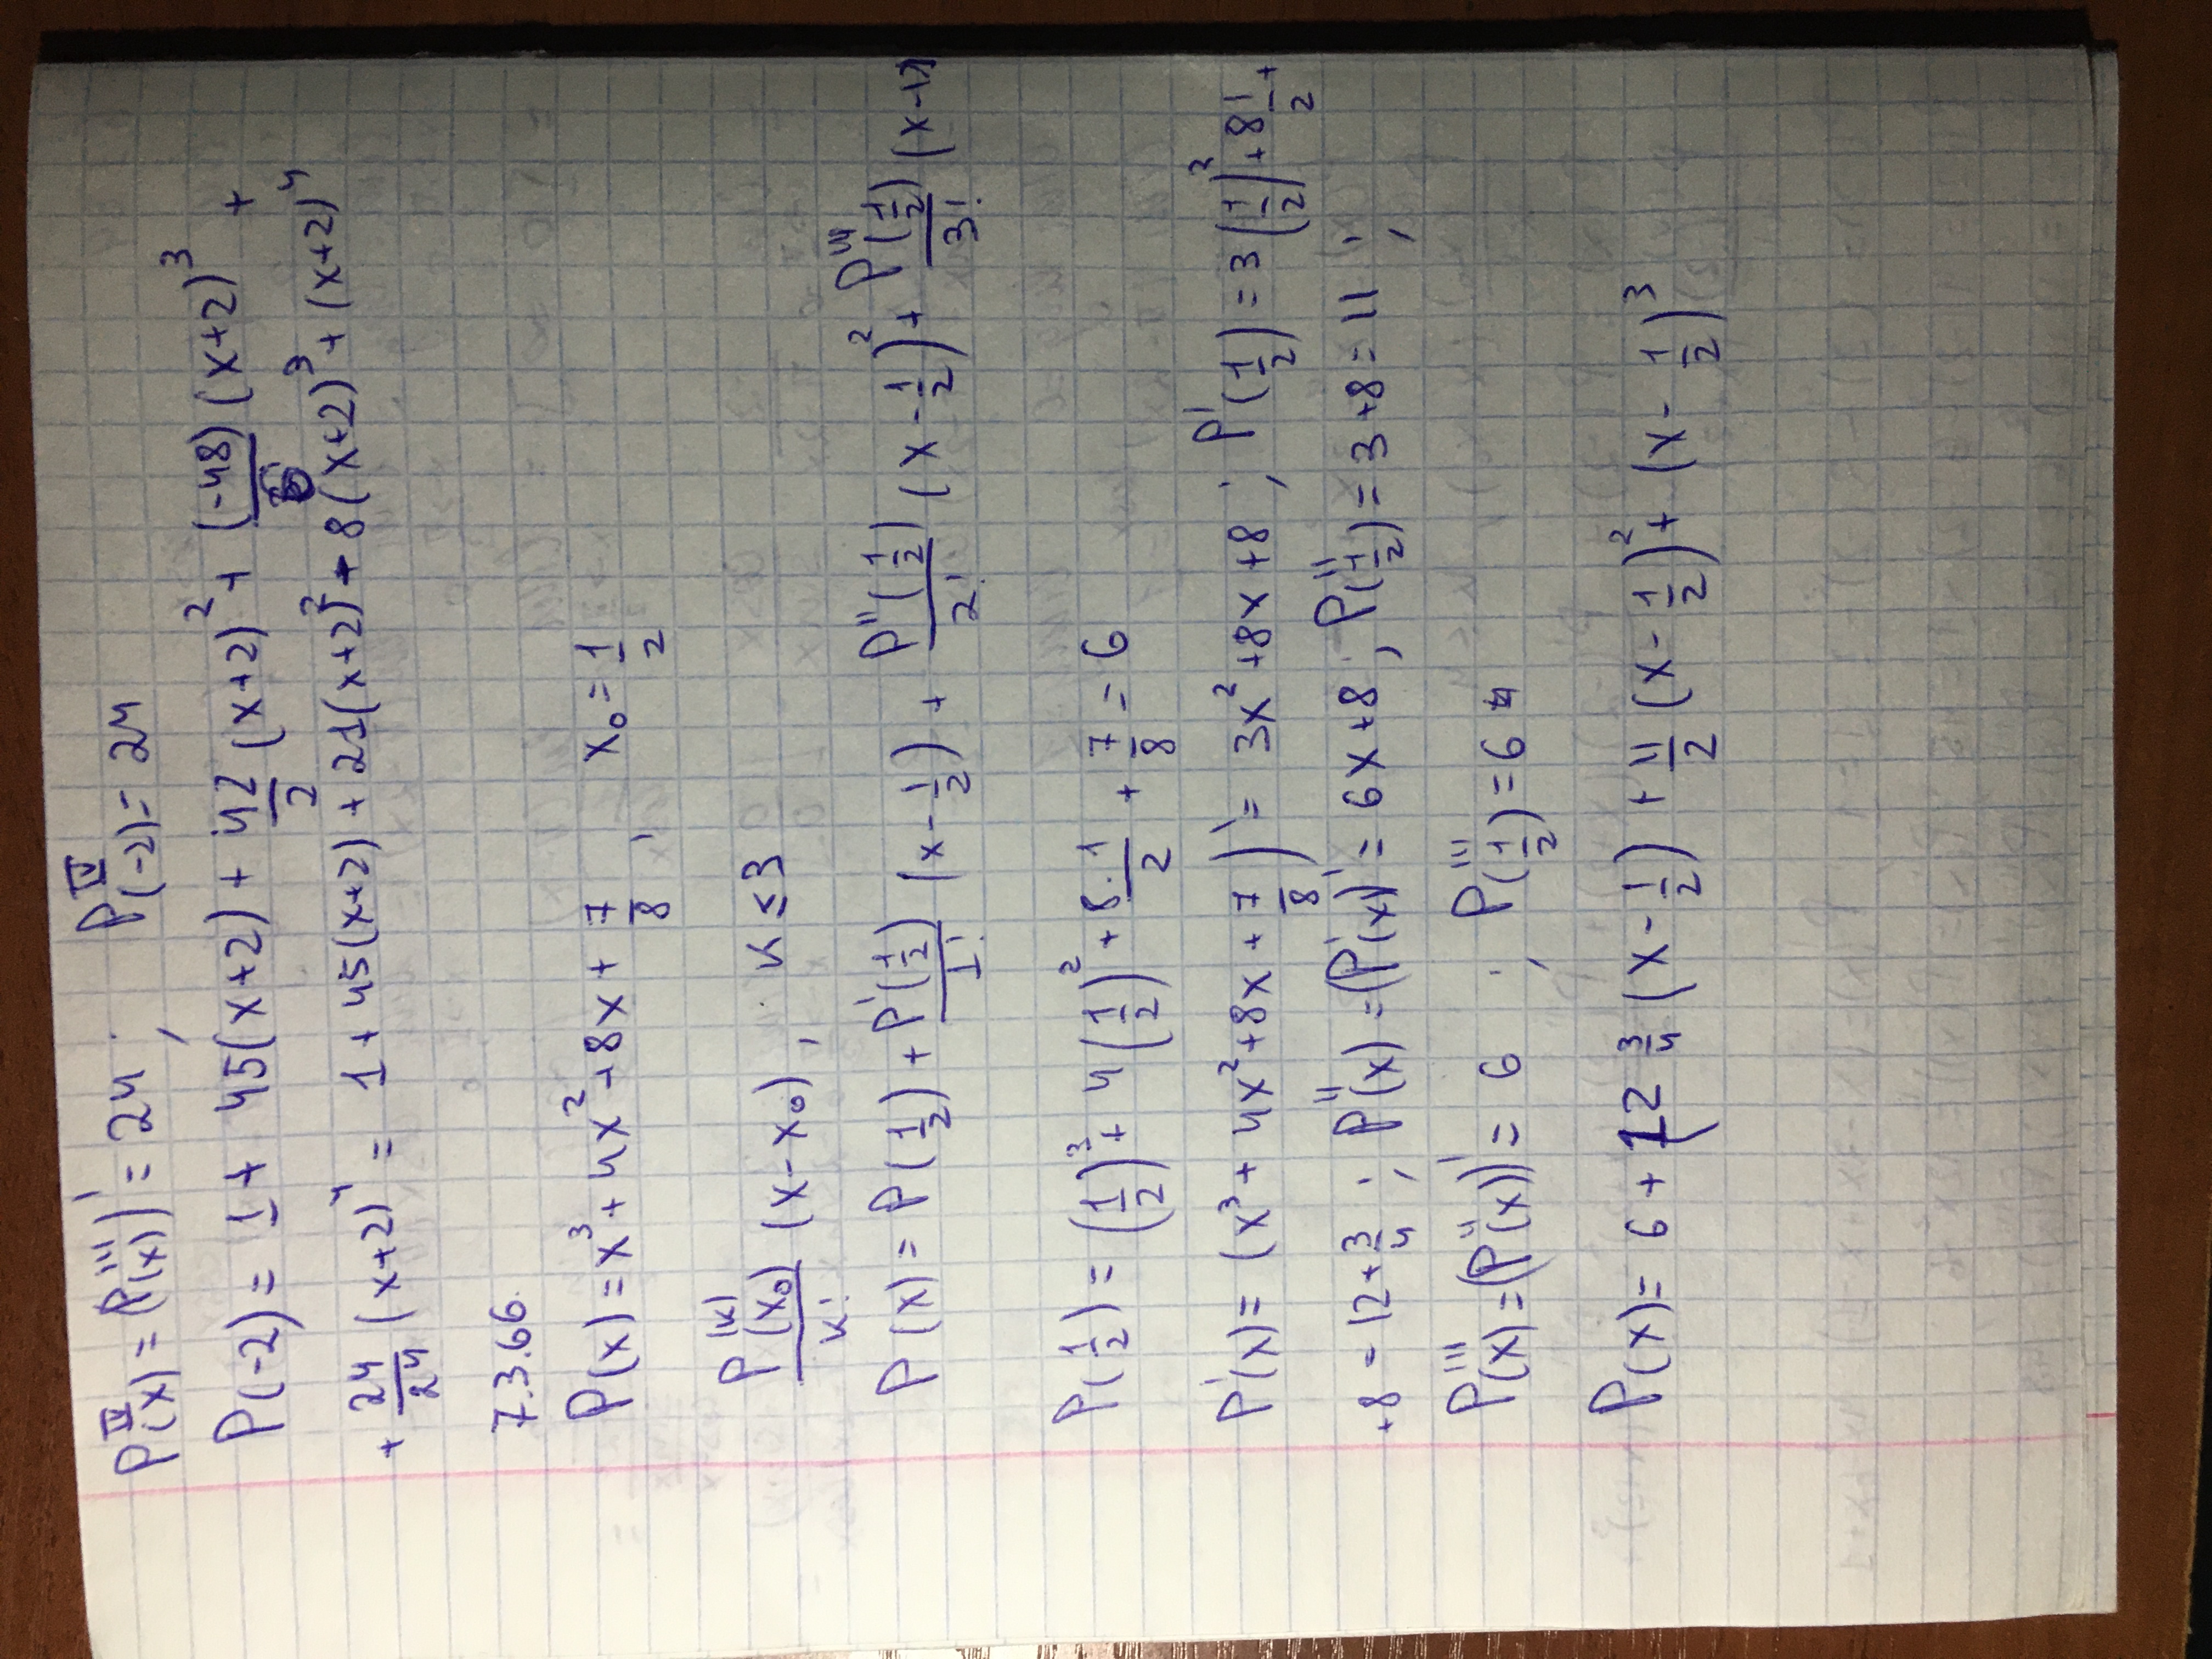 P^{IV}(x) = (P'''(x))' = 24 ; P^{IV}(-2) = 24
P(-2) = 1 + 45(x+2) + \frac{42}{2}(x+2)^2 + \frac{(-48)}{6}(x+2)^3 +
+ \frac{24}{24}(x+2)^4 = 1 + 45(x+2) + 21(x+2)^2 - 8(x+2)^3 + (x+2)^4
7.3.66.
P(x) = x^3 + 4x^2 + 8x + \frac{7}{8}, x_0 = \frac{1}{2}
\frac{P^{(k)}(x_0)}{k!}(x-x_0), k ≤ 3
P(x) = P(\frac{1}{2}) + \frac{P'(\frac{1}{2})}{1!}(x-\frac{1}{2}) + \frac{P''(\frac{1}{2})}{2!}(x-\frac{1}{2})^2 + \frac{P'''(\frac{1}{2})}{3!}(x-
P(\frac{1}{2}) = (\frac{1}{2})^3 + 4(\frac{1}{2})^2 + 8·\frac{1}{2} + \frac{7}{8} = 6
P'(x) = (x^3 + 4x^2 + 8x + \frac{7}{8})' = 3x^2 + 8x + 8 ; P'(\frac{1}{2}) = 3(\frac{1}{2})^2 + 8\frac{1}{2} +
+8 = 12 + \frac{3}{4} ; P''(x) = (P'(x))' = 6x + 8 ; P''(\frac{1}{2}) = 3 + 8 = 11 ;
P'''(x) = (P''(x))' = 6 ; P'''(\frac{1}{2}) = 6
P(x) = 6 + 12\frac{3}{4}(x-\frac{1}{2}) + \frac{11}{2}(x-\frac{1}{2})^2 + (x-\frac{1}{2})^3